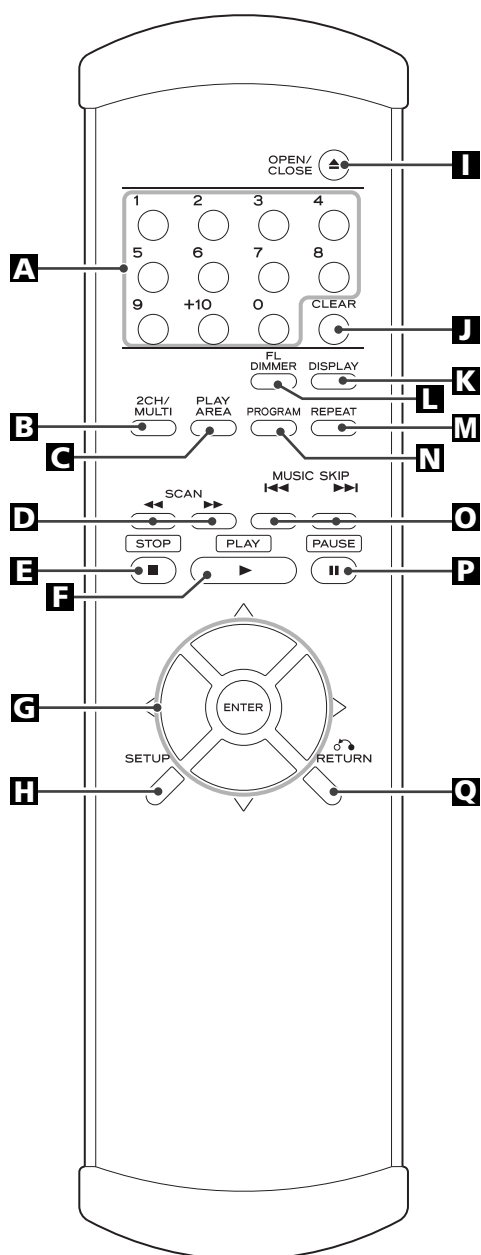 OPEN/
CLOSE
I
1 2 3 4
A
5 6 7 8
9 +10 0 CLEAR
J
FL
DIMMER DISPLAY
K
L
2CH/
MULTI PLAY
AREA PROGRAM REPEAT
B
M
C
N
SCAN MUSIC SKIP
D
O
STOP PLAY PAUSE
E
P
F
G
ENTER
SETUP RETURN
H
Q